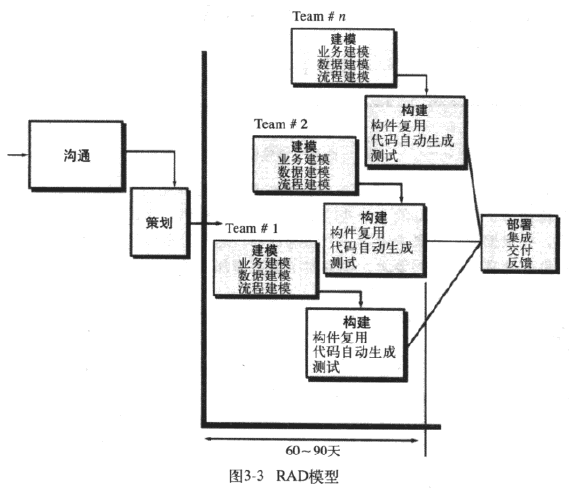 Team # n
建模
业务建模
数据建模
流程建模
构建
构件复用
代码自动生成
测试
Team # 2
建模
业务建模
数据建模
流程建模
构建
构件复用
代码自动生成
测试
沟通
策划
Team # 1
建模
业务建模
数据建模
流程建模
构建
构件复用
代码自动生成
测试
部署
集成
交付
反馈
60～90天
图3-3 RAD模型